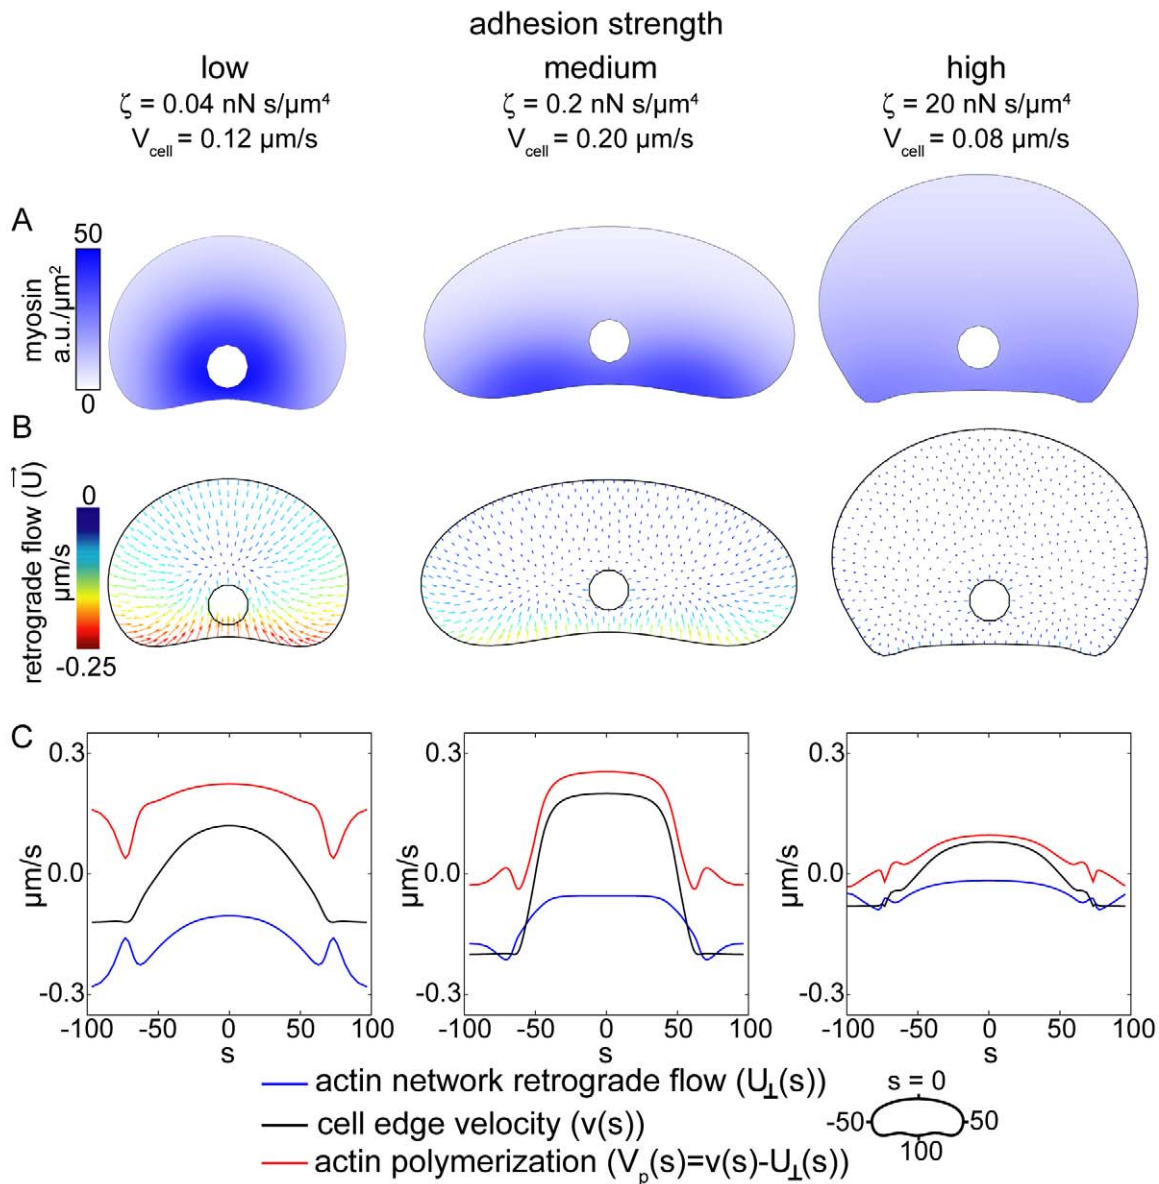 adhesion strength
low medium high
ζ = 0.04 nN s/µm⁴ ζ = 0.2 nN s/µm⁴ ζ = 20 nN s/µm⁴
V_cell = 0.12 µm/s V_cell = 0.20 µm/s V_cell = 0.08 µm/s
A
50
myosin
a.u./µm²
0
B
retrograde flow (U⃗)
µm/s
0
-0.25
C
0.3 0.3 0.3
µm/s µm/s µm/s
0.0 0.0 0.0
-0.3 -0.3 -0.3
-100 -50 0 50 100 -100 -50 0 50 100 -100 -50 0 50 100
s s s
actin network retrograde flow (U⊥(s))
cell edge velocity (v(s))
actin polymerization (V_p(s)=v(s)-U⊥(s))
s = 0
-50 50
100